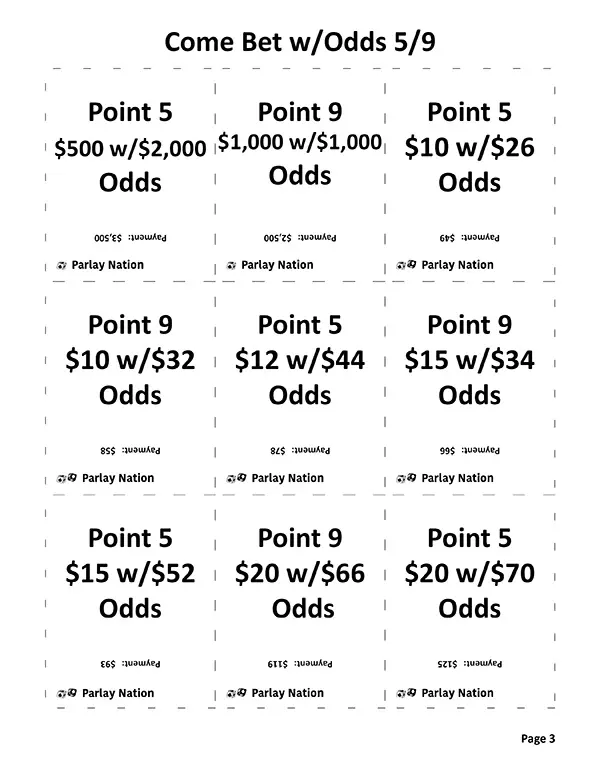 Come Bet w/Odds 5/9
Point 5
$500 w/$2,000
Odds
Payment: $3,500
Parlay Nation
Point 9
$1,000 w/$1,000
Odds
Payment: $2,500
Parlay Nation
Point 5
$10 w/$26
Odds
Payment: $49
Parlay Nation
Point 9
$10 w/$32
Odds
Payment: $58
Parlay Nation
Point 5
$12 w/$44
Odds
Payment: $78
Parlay Nation
Point 9
$15 w/$34
Odds
Payment: $66
Parlay Nation
Point 5
$15 w/$52
Odds
Payment: $93
Parlay Nation
Point 9
$20 w/$66
Odds
Payment: $119
Parlay Nation
Point 5
$20 w/$70
Odds
Payment: $125
Parlay Nation
Page 3